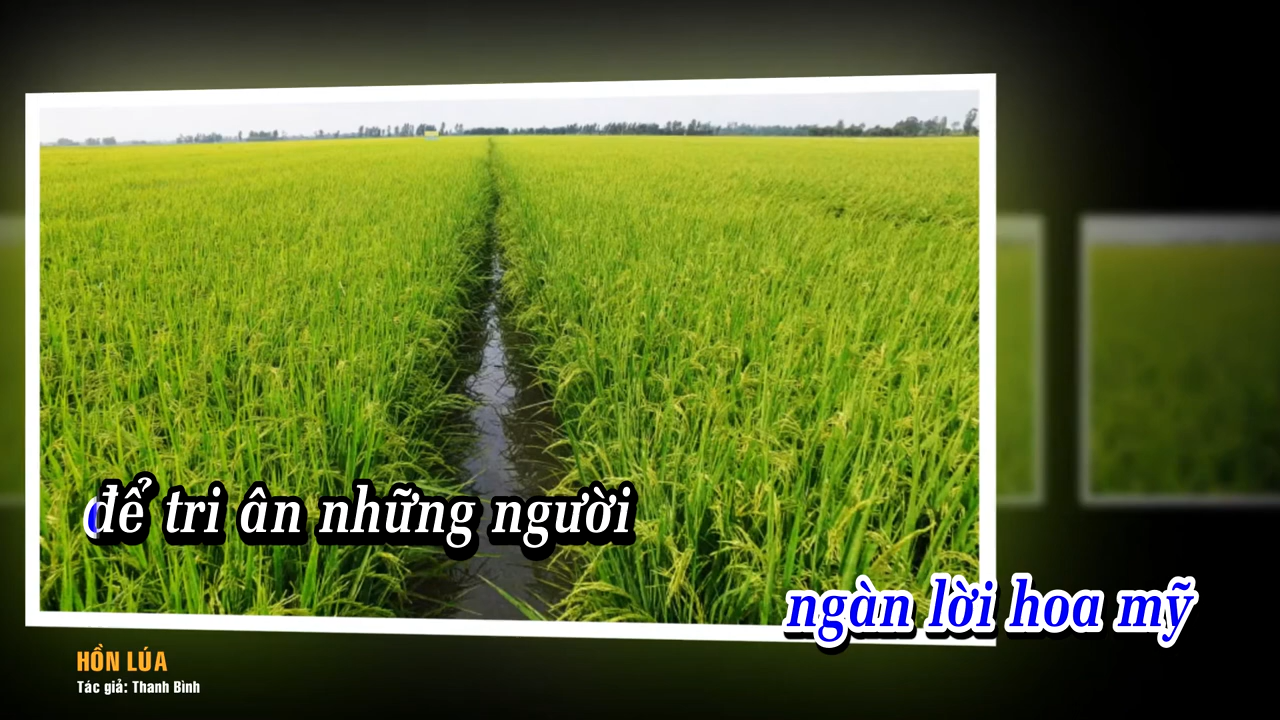 để tri ân những người
ngàn lời hoa mỹ
HỒN LÚA
Tác giả: Thanh Bình